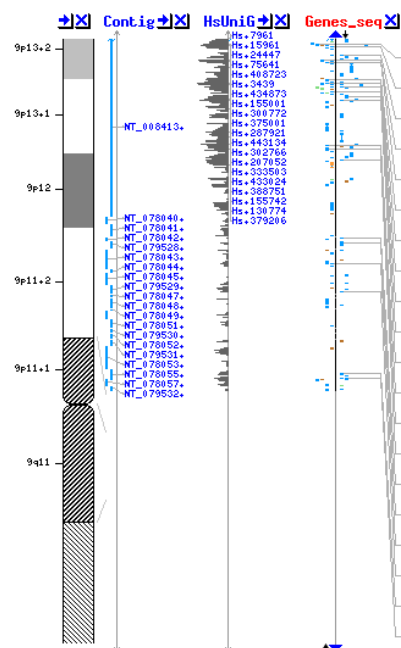 Contig HsUniG Genes_seq
9p13+2
9p13+1
9p12
9p11+2
9p11+1
9q11
NT_008413+
NT_078040+
NT_078041+
NT_078042+
NT_079528+
NT_078043+
NT_078044+
NT_078045+
NT_079529+
NT_078047+
NT_078048+
NT_078049+
NT_078051+
NT_079530+
NT_078052+
NT_079531+
NT_078053+
NT_078055+
NT_078057+
NT_079532+
Hs+7961
Hs+15961
Hs+24447
Hs+75641
Hs+408723
Hs+3439
Hs+434873
Hs+155001
Hs+300772
Hs+375001
Hs+287921
Hs+443134
Hs+302766
Hs+207052
Hs+333503
Hs+433024
Hs+388751
Hs+155742
Hs+130774
Hs+379206